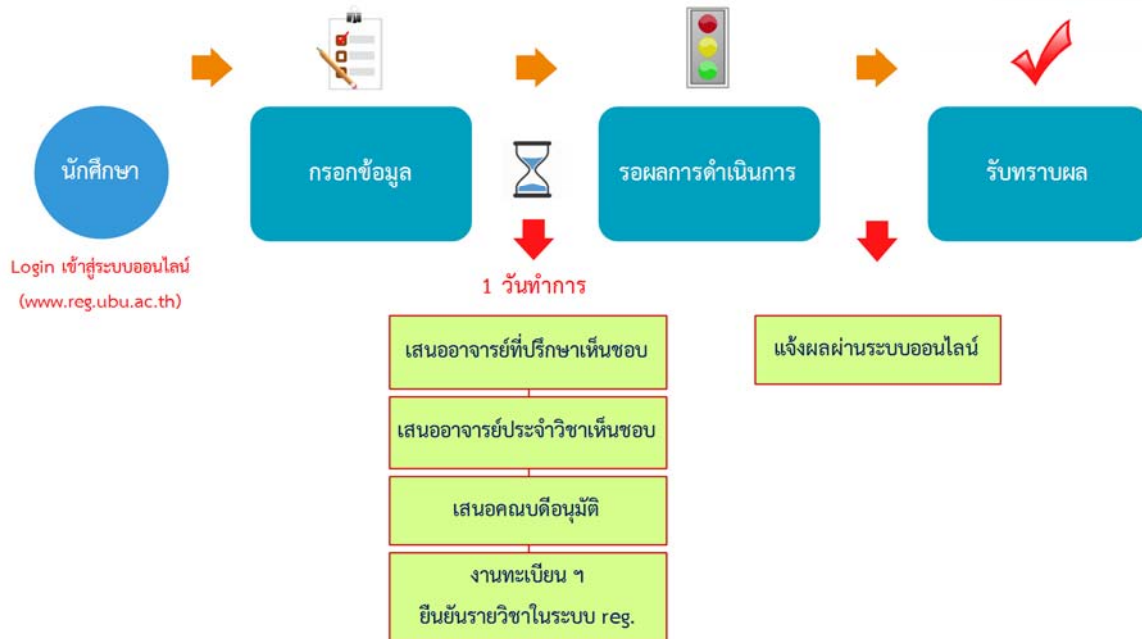 นักศึกษา
Login เข้าสู่ระบบออนไลน์
(www.reg.ubu.ac.th)
กรอกข้อมูล
รอผลการดำเนินการ
รับทราบผล
1 วันทำการ
เสนออาจารย์ที่ปรึกษาเห็นชอบ
เสนออาจารย์ประจำวิชาเห็นชอบ
เสนอคณบดีอนุมัติ
งานทะเบียน ฯ
ยืนยันรายวิชาในระบบ reg.
แจ้งผลผ่านระบบออนไลน์